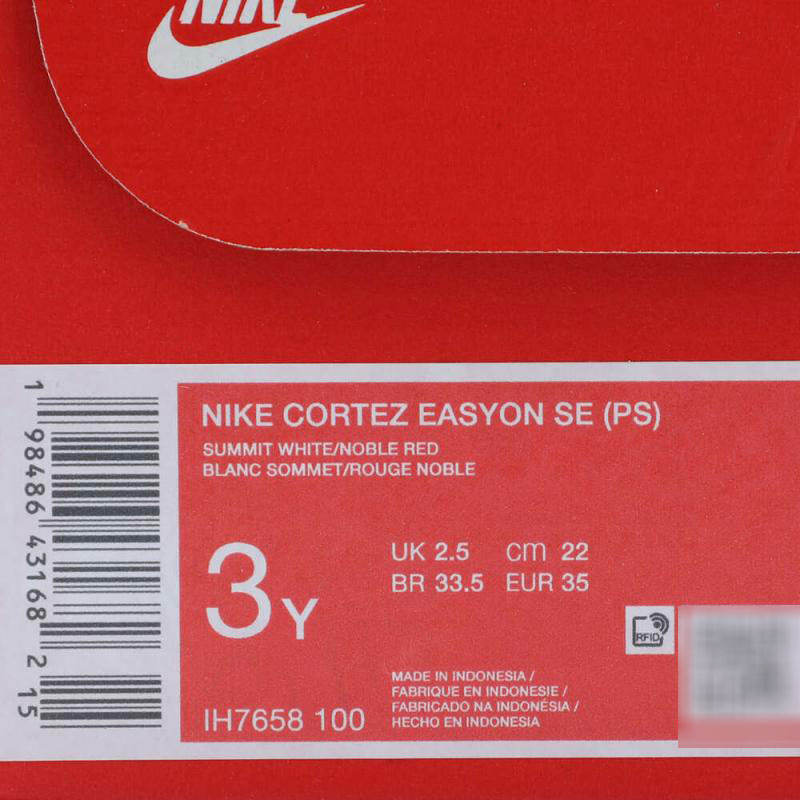 NIKE
NIKE CORTEZ EASYON SE (PS)
SUMMIT WHITE/NOBLE RED
BLANC SOMMET/ROUGE NOBLE
3Y
UK 2.5 cm 22
BR 33.5 EUR 35
RFID
IH7658 100
MADE IN INDONESIA /
FABRIQUE EN INDONESIE /
FABRICADO NA INDONÉSIA /
HECHO EN INDONESIA
1 98486 43168 2 15